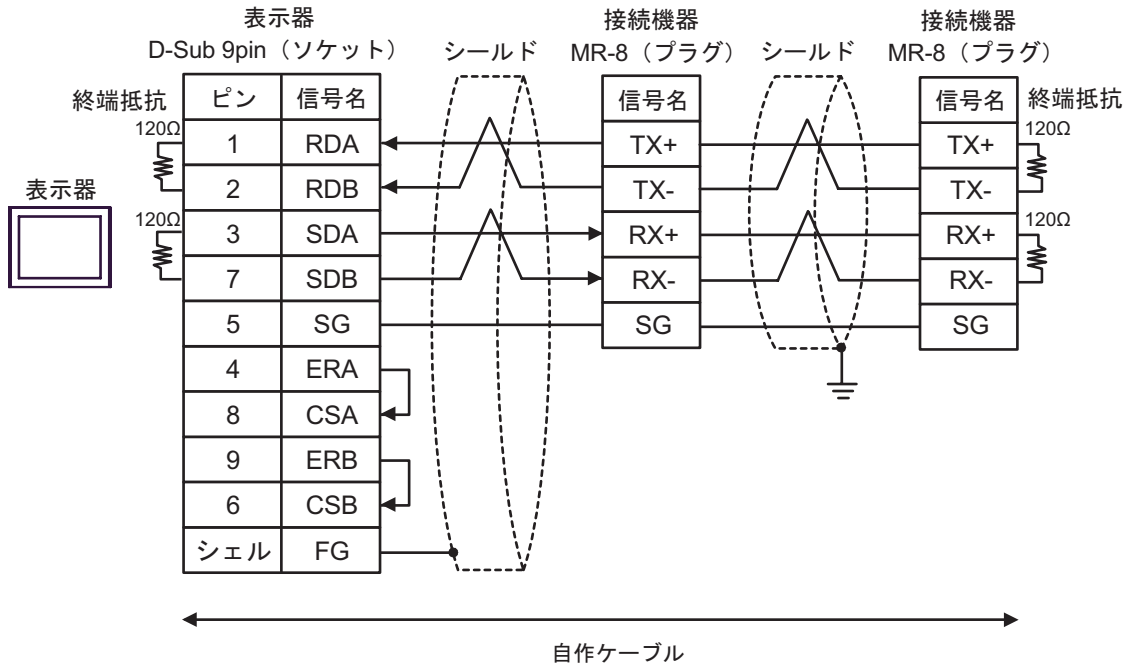 表示器
D-Sub 9pin（ソケット）
シールド
接続機器
MR-8（プラグ）
シールド
接続機器
MR-8（プラグ）
終端抵抗
ピン 信号名
信号名
信号名
終端抵抗
120Ω
1 RDA
TX+
TX+
120Ω
2 RDB
TX-
TX-
表示器
120Ω
3 SDA
RX+
RX+
120Ω
7 SDB
RX-
RX-
5 SG
SG
SG
4 ERA
8 CSA
9 ERB
6 CSB
シェル FG
自作ケーブル